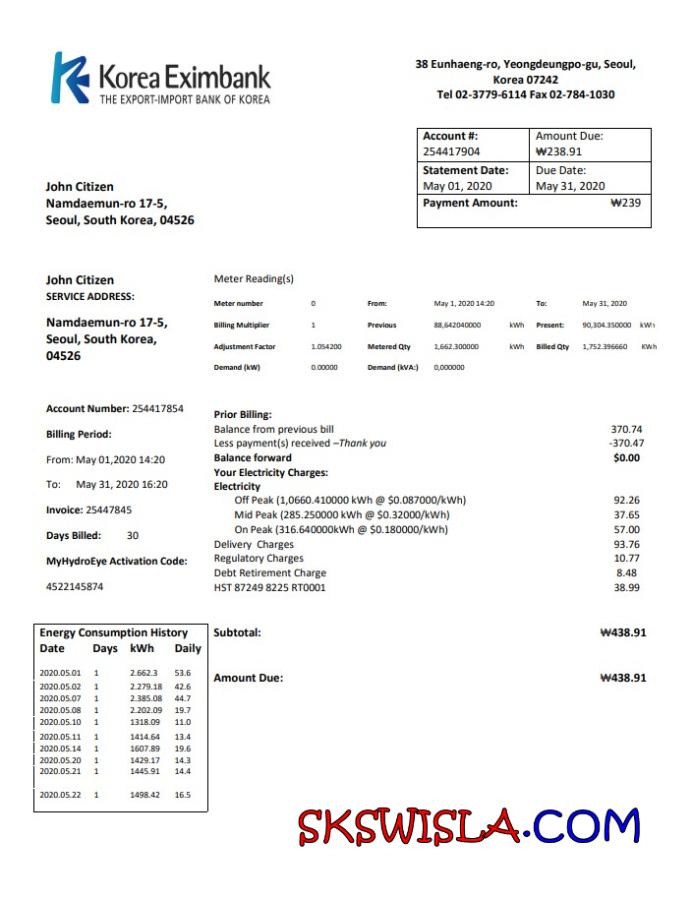 Korea Eximbank
THE EXPORT-IMPORT BANK OF KOREA
38 Eunhaeng-ro, Yeongdeungpo-gu, Seoul,
Korea 07242
Tel 02-3779-6114 Fax 02-784-1030
Account #: Amount Due:
254417904 ₩238.91
Statement Date: Due Date:
May 01, 2020 May 31, 2020
Payment Amount: ₩239
John Citizen
Namdaemun-ro 17-5,
Seoul, South Korea, 04526
John Citizen
SERVICE ADDRESS:
Namdaemun-ro 17-5,
Seoul, South Korea,
04526
Meter Reading(s)
Meter number 0 From: May 1, 2020 14:20 To: May 31, 2020
Billing Multiplier 1 Previous 88,642040000 kWh Present: 90,304.350000 kWh
Adjustment Factor 1.054200 Metered Qty 1,662.300000 kWh Billed Qty 1,752.396660 KWh
Demand (kW) 0.00000 Demand (kVA:) 0,000000
Account Number: 254417854
Billing Period:
From: May 01,2020 14:20
To: May 31, 2020 16:20
Invoice: 25447845
Days Billed: 30
MyHydroEye Activation Code:
4522145874
Prior Billing:
Balance from previous bill 370.74
Less payment(s) received –Thank you -370.47
Balance forward $0.00
Your Electricity Charges:
Electricity
Off Peak (1,0660.410000 kWh @ $0.087000/kWh) 92.26
Mid Peak (285.250000 kWh @ $0.32000/kWh) 37.65
On Peak (316.640000kWh @ $0.180000/kWh) 57.00
Delivery Charges 93.76
Regulatory Charges 10.77
Debt Retirement Charge 8.48
HST 87249 8225 RT0001 38.99
Energy Consumption History
Date Days kWh Daily
2020.05.01 1 2.662.3 53.6
2020.05.02 1 2.279.18 42.6
2020.05.07 1 2.385.08 44.7
2020.05.08 1 2.202.09 19.7
2020.05.10 1 1318.09 11.0
2020.05.11 1 1414.64 13.4
2020.05.14 1 1607.89 19.6
2020.05.20 1 1429.17 14.3
2020.05.21 1 1445.91 14.4
2020.05.22 1 1498.42 16.5
Subtotal: ₩438.91
Amount Due: ₩438.91
SKSWISLA.COM